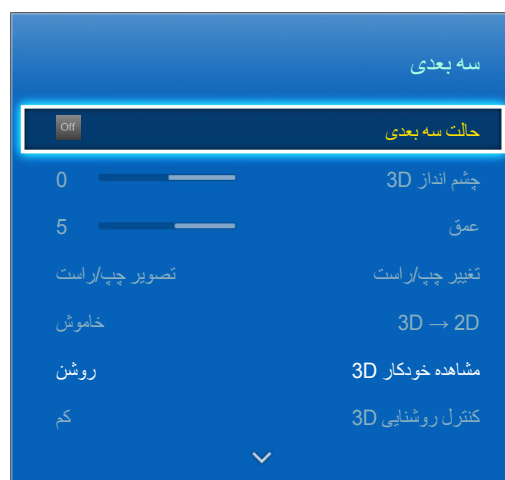 سه بعدی
حالت سه بعدی Off
چشم انداز 3D 0
عمق 5
تغییر چپ/راست تصویر چپ/راست
3D → 2D خاموش
مشاهده خودکار 3D روشن
کنترل روشنایی 3D کم